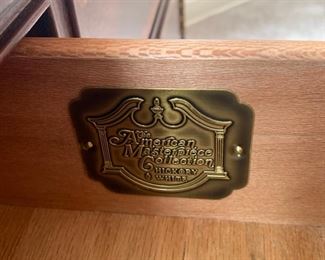 The
American
Masterpiece
Collection
HICKORY
WHITE